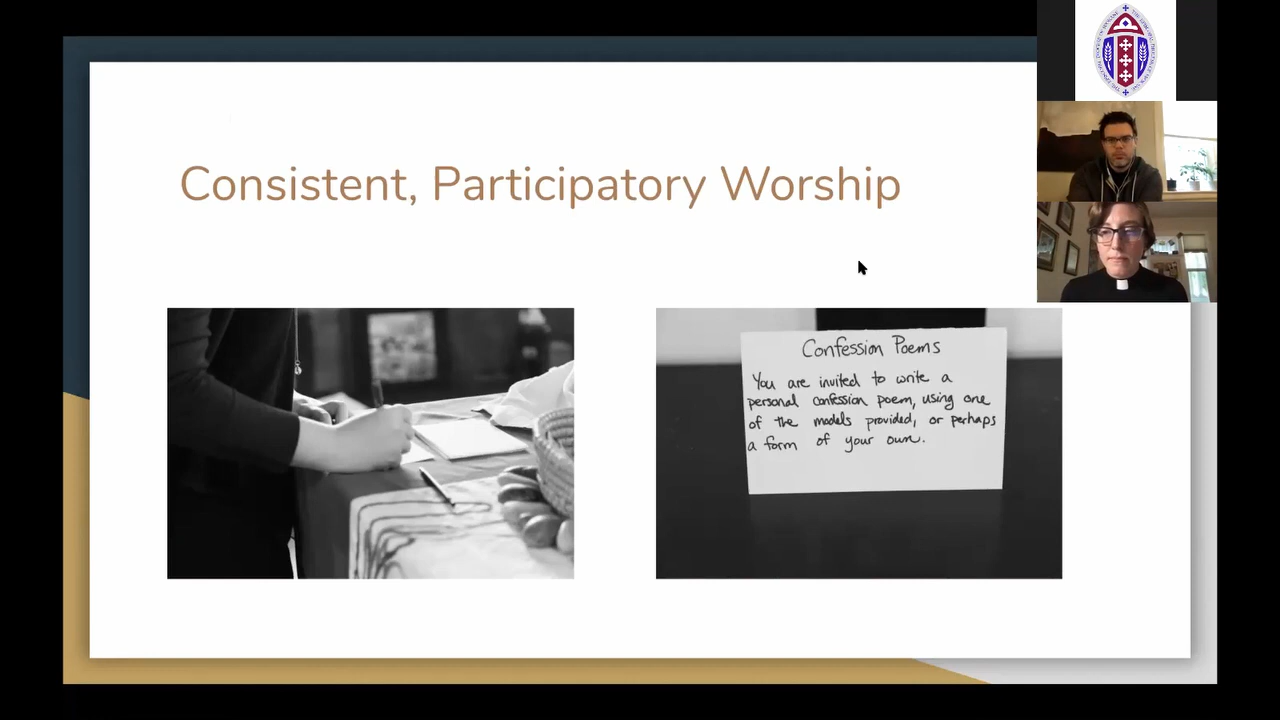 Consistent, Participatory Worship
Confession Poems
You are invited to write a
personal confession poem, using one
of the models provided, or perhaps
a form of your own.